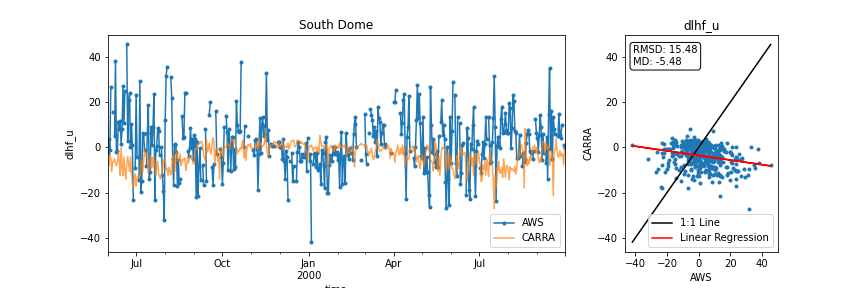 South Dome
dlhf_u
40
20
0
−20
−40
Jul
Oct
Jan
2000
Apr
Jul
time
AWS
CARRA
dlhf_u
CARRA
40
20
0
−20
−40
RMSD: 15.48
MD: -5.48
1:1 Line
Linear Regression
−40
−20
0
20
40
AWS